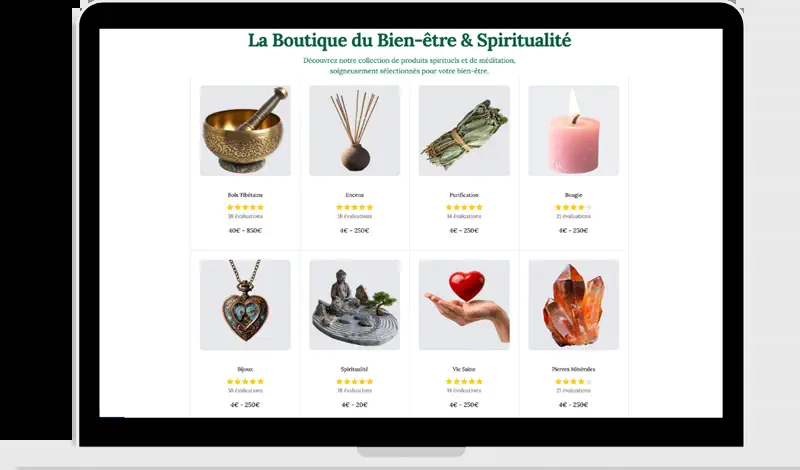 La Boutique du Bien-être & Spiritualité
Découvrez notre collection de produits spirituels et de méditation,
soigneusement sélectionnés pour votre bien-être.
Bols Tibétains
38 évaluations
40€ - 850€
Encens
18 évaluations
4€ - 250€
Purification
14 évaluations
4€ - 250€
Bougie
21 évaluations
4€ - 250€
Bijoux
38 évaluations
4€ - 250€
Spiritualité
18 évaluations
4€ - 20€
Vie Saine
14 évaluations
4€ - 250€
Pierres Minérales
21 évaluations
4€ - 250€